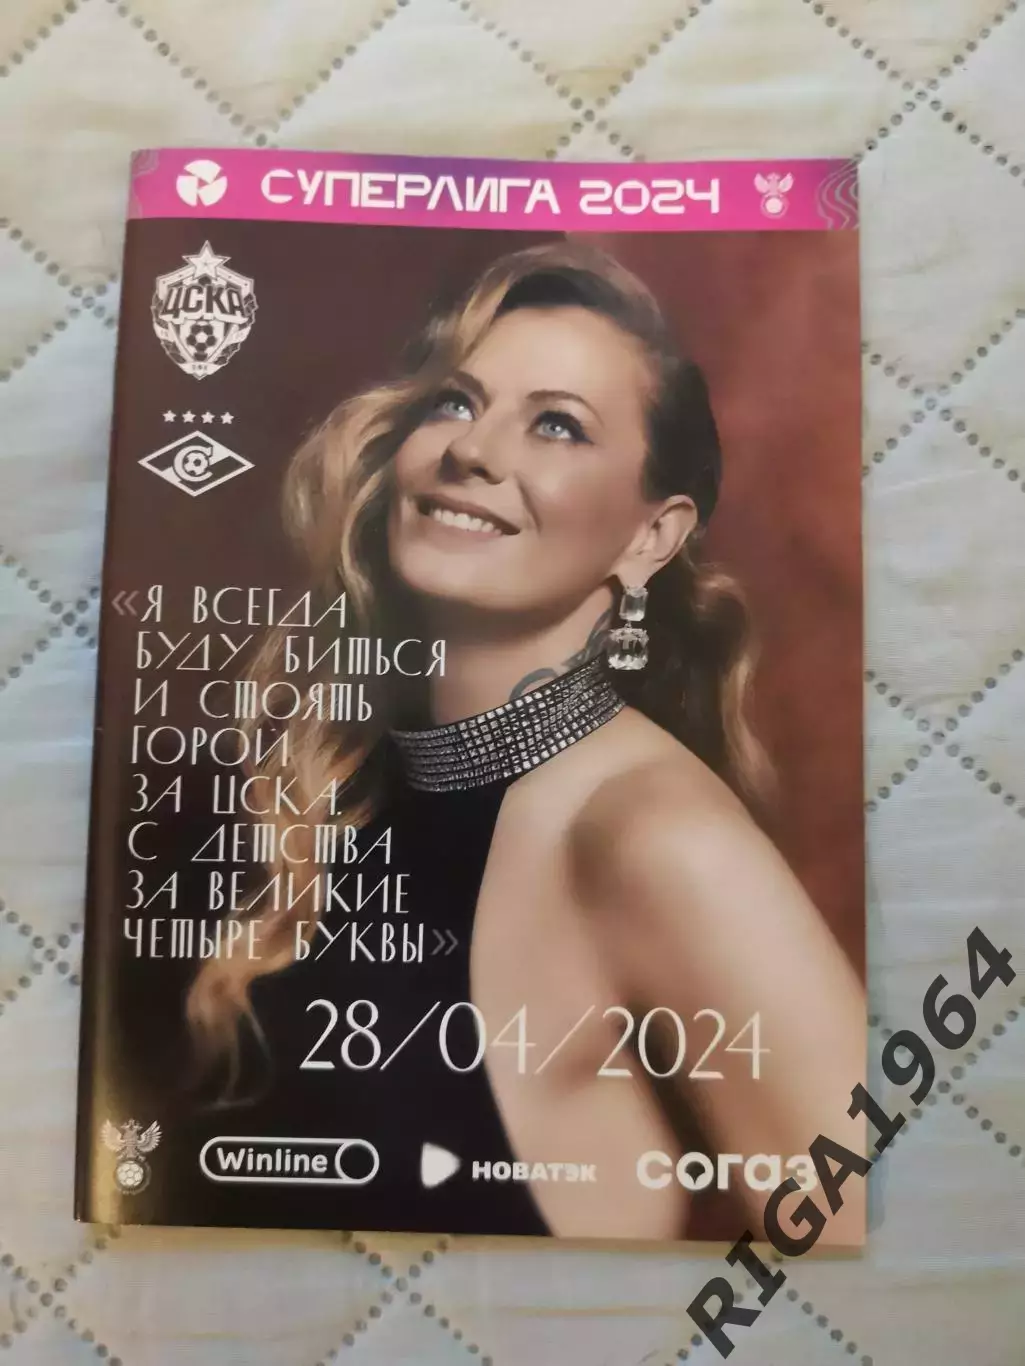 СУПЕРЛИГА 2024
ЦСКА
«Я ВСЕГДА
БУДУ БИТЬСЯ
И СТОЯТЬ
ГОРОЙ
ЗА ЦСКА.
С ДЕТСТВА
ЗА ВЕЛИКИЕ
ЧЕТЫРЕ БУКВЫ»
28/04/2024
Winline
НОВАТЭК
согаз
RIGA1964